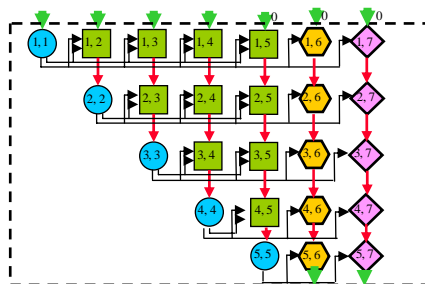 0 0 0
1, 1 1, 2 1, 3 1, 4 1, 5 1, 6 1, 7
2, 2 2, 3 2, 4 2, 5 2, 6 2, 7
3, 3 3, 4 3, 5 3, 6 3, 7
4, 4 4, 5 4, 6 4, 7
5, 5 5, 6 5, 7